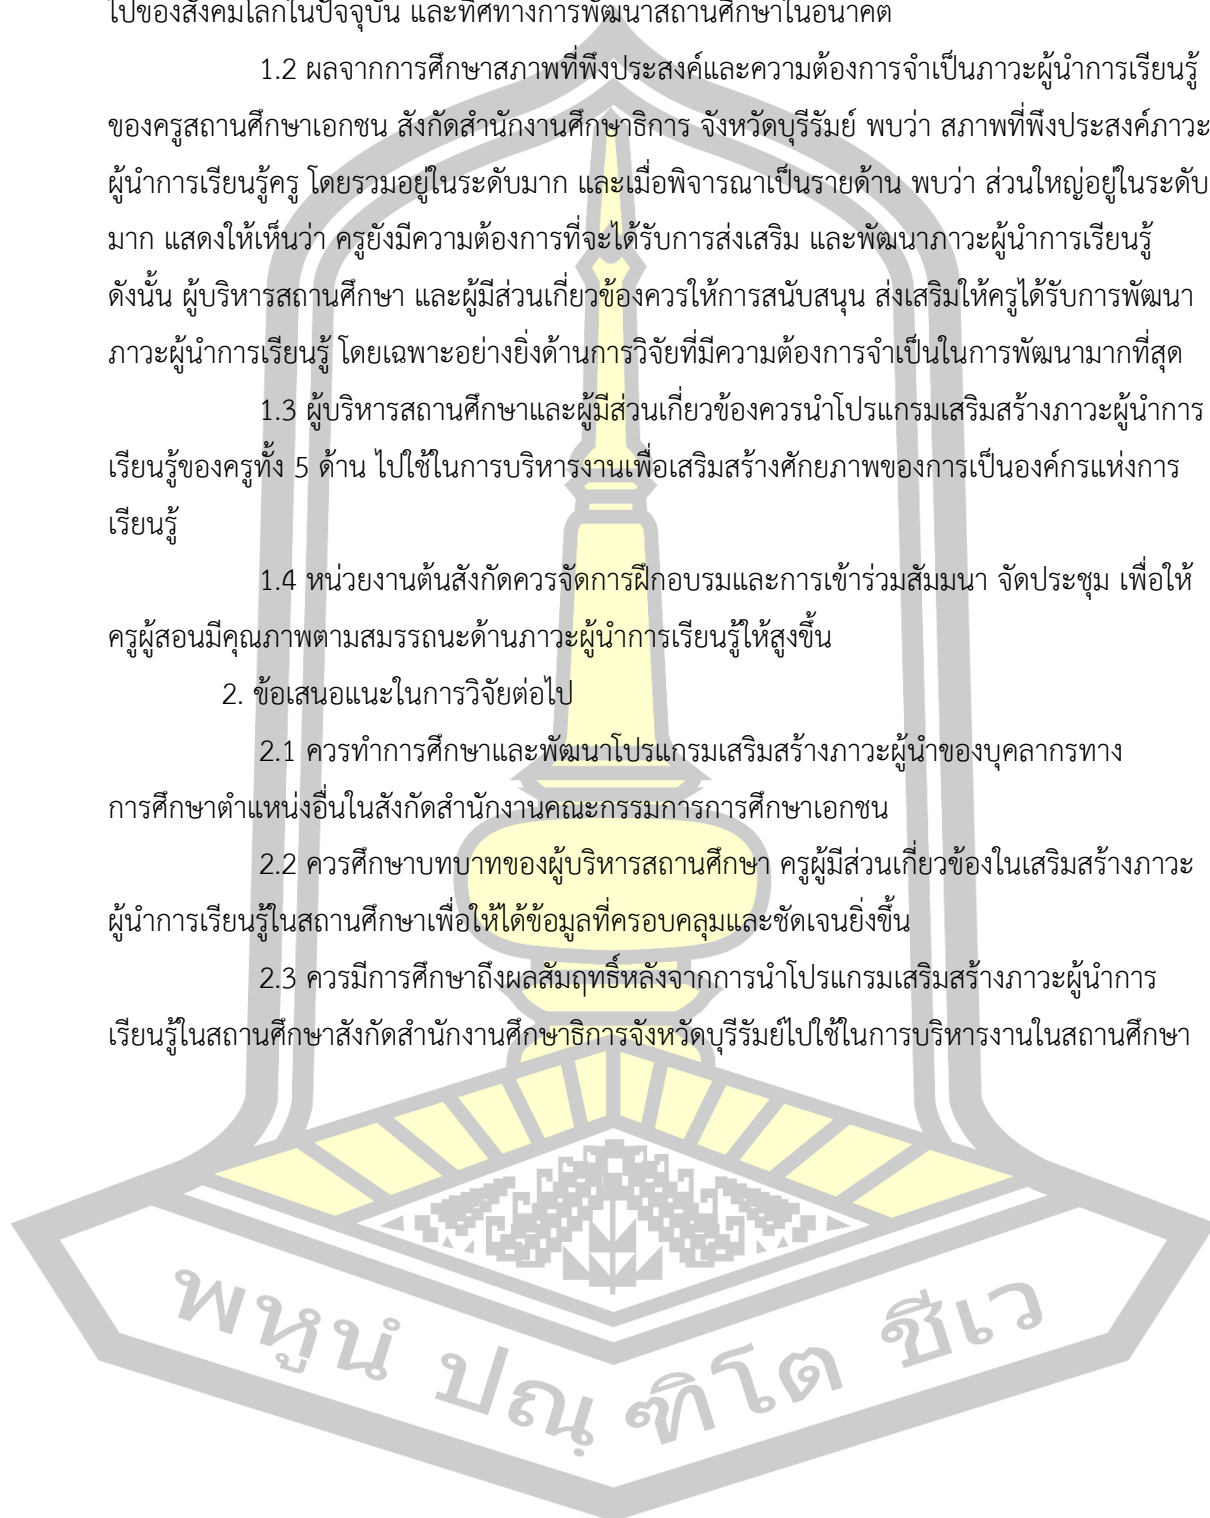 ไปของสังคมโลกในปัจจุบัน และทิศทางการพัฒนาสถานศึกษาในอนาคต
1.2 ผลจากการศึกษาสภาพที่พึงประสงค์และความต้องการจำเป็นภาวะผู้นำการเรียนรู้
ของครูสถานศึกษาเอกชน สังกัดสำนักงานศึกษาธิการ จังหวัดบุรีรัมย์ พบว่า สภาพที่พึงประสงค์ภาวะ
ผู้นำการเรียนรู้ครู โดยรามอยู่ในระดับมาก และเมื่อพิจารณาเป็นรายด้าน พบว่า ส่วนใหญ่อยู่ในระดับ
มาก แสดงให้เห็นว่า ครูยังมีความต้องการที่จะได้รับการส่งเสริม และพัฒนาภาวะผู้นำการเรียนรู้
ดังนั้น ผู้บริหารสถานศึกษา และผู้มีส่วนเกี่ยวข้องควรให้การสนับสนุน ส่งเสริมให้ครูได้รับการพัฒนา
ภาวะผู้นำการเรียนรู้ โดยเฉพาะอย่างยิ่งด้านการวิจัยที่มีความต้องการจำเป็นในการพัฒนามากที่สุด
1.3 ผู้บริหารสถานศึกษาและผู้มีส่วนเกี่ยวข้องควรนำโปรแกรมเสริมสร้างภาวะผู้นำการ
เรียนรู้ของครูทั้ง 5 ด้าน ไปใช้ในการบริหารงานเพื่อเสริมสร้างศักยภาพของการเป็นองค์กรแห่งการ
เรียนรู้
1.4 หน่วยงานต้นสังกัดควรจัดการฝึกอบรมและการเข้าร่วมสัมมนา จัดประชุม เพื่อให้
ครูผู้สอนมีคุณภาพตามสมรรถนะด้านภาวะผู้นำการเรียนรู้ให้สูงขึ้น
2. ข้อเสนอแนะในการวิจัยต่อไป
2.1 ควรทำการศึกษาและพัฒนาโปรแกรมเสริมสร้างภาวะผู้นำของบุคลากรทาง
การศึกษาตำแหน่งอื่นในสังกัดสำนักงานคณะกรรมการการศึกษาเอกชน
2.2 ควรศึกษาบทบาทของผู้บริหารสถานศึกษา ครูผู้มีส่วนเกี่ยวข้องในเสริมสร้างภาวะ
ผู้นำการเรียนรู้ในสถานศึกษาเพื่อให้ได้ข้อมูลที่ครอบคลุมและชัดเจนยิ่งขึ้น
2.3 ควรมีการศึกษาถึงผลสัมฤทธิ์หลังจากการนำโปรแกรมเสริมสร้างภาวะผู้นำการ
เรียนรู้ในสถานศึกษาสังกัดสำนักงานศึกษาธิการจังหวัดบุรีรัมย์ไปใช้ในการบริหารงานในสถานศึกษา
พหูนํ ปณฺฑิโต ชีเว